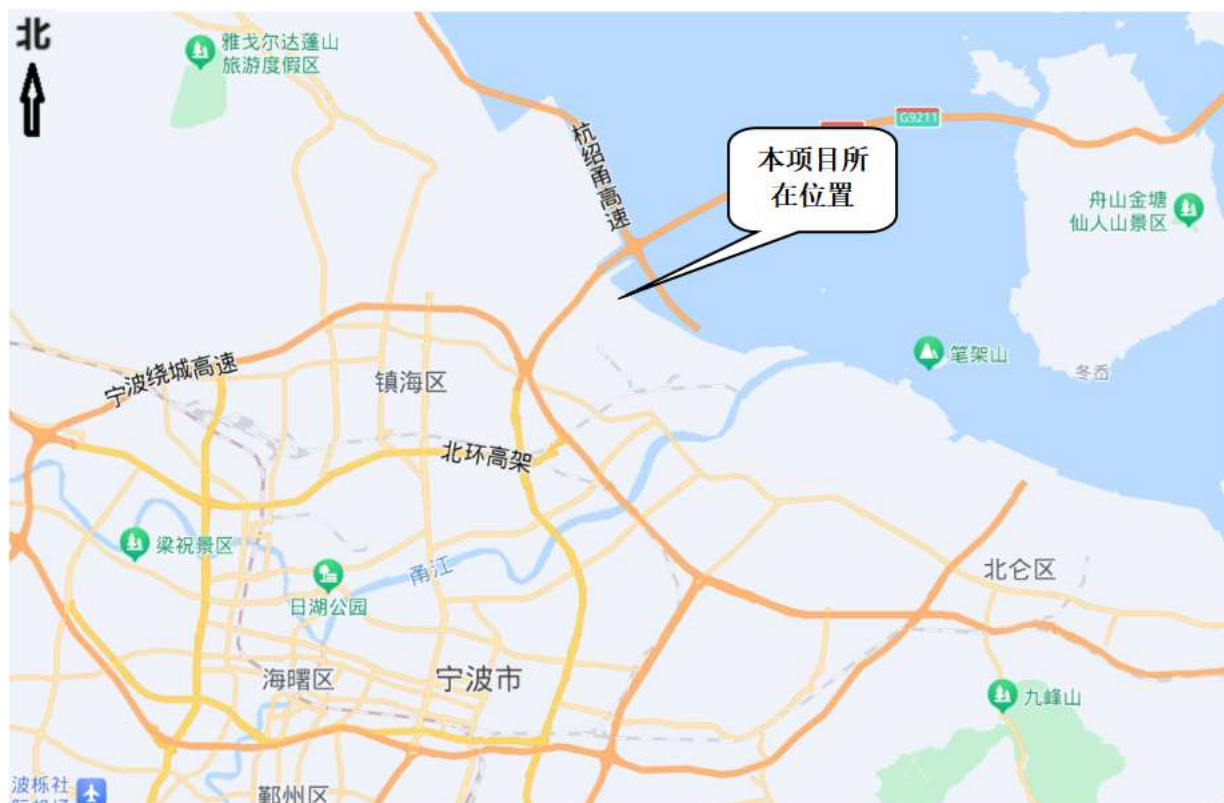 北
雅戈尔达蓬山
旅游度假区
G9211
杭绍甬高速
本项目所
在位置
舟山金塘
仙人山景区
笔架山
冬岙
宁波绕城高速
镇海区
北环高架
梁祝景区
甬江
日湖公园
北仑区
海曙区
宁波市
九峰山
波栎社
鄞州区